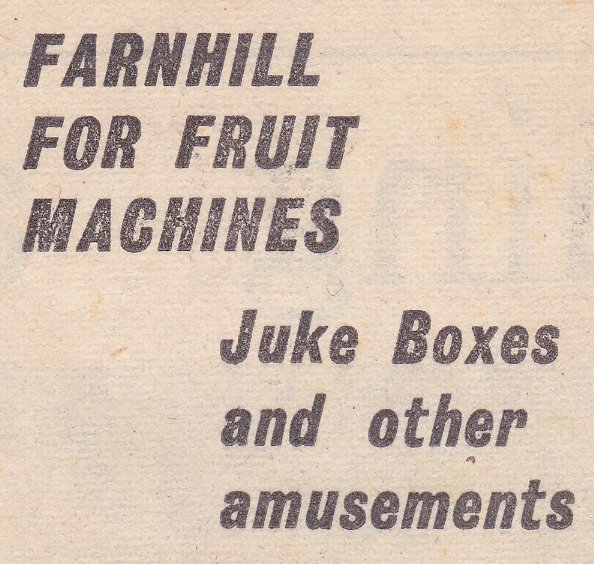 FARNHILL
FOR FRUIT
MACHINES
Juke Boxes
and other
amusements